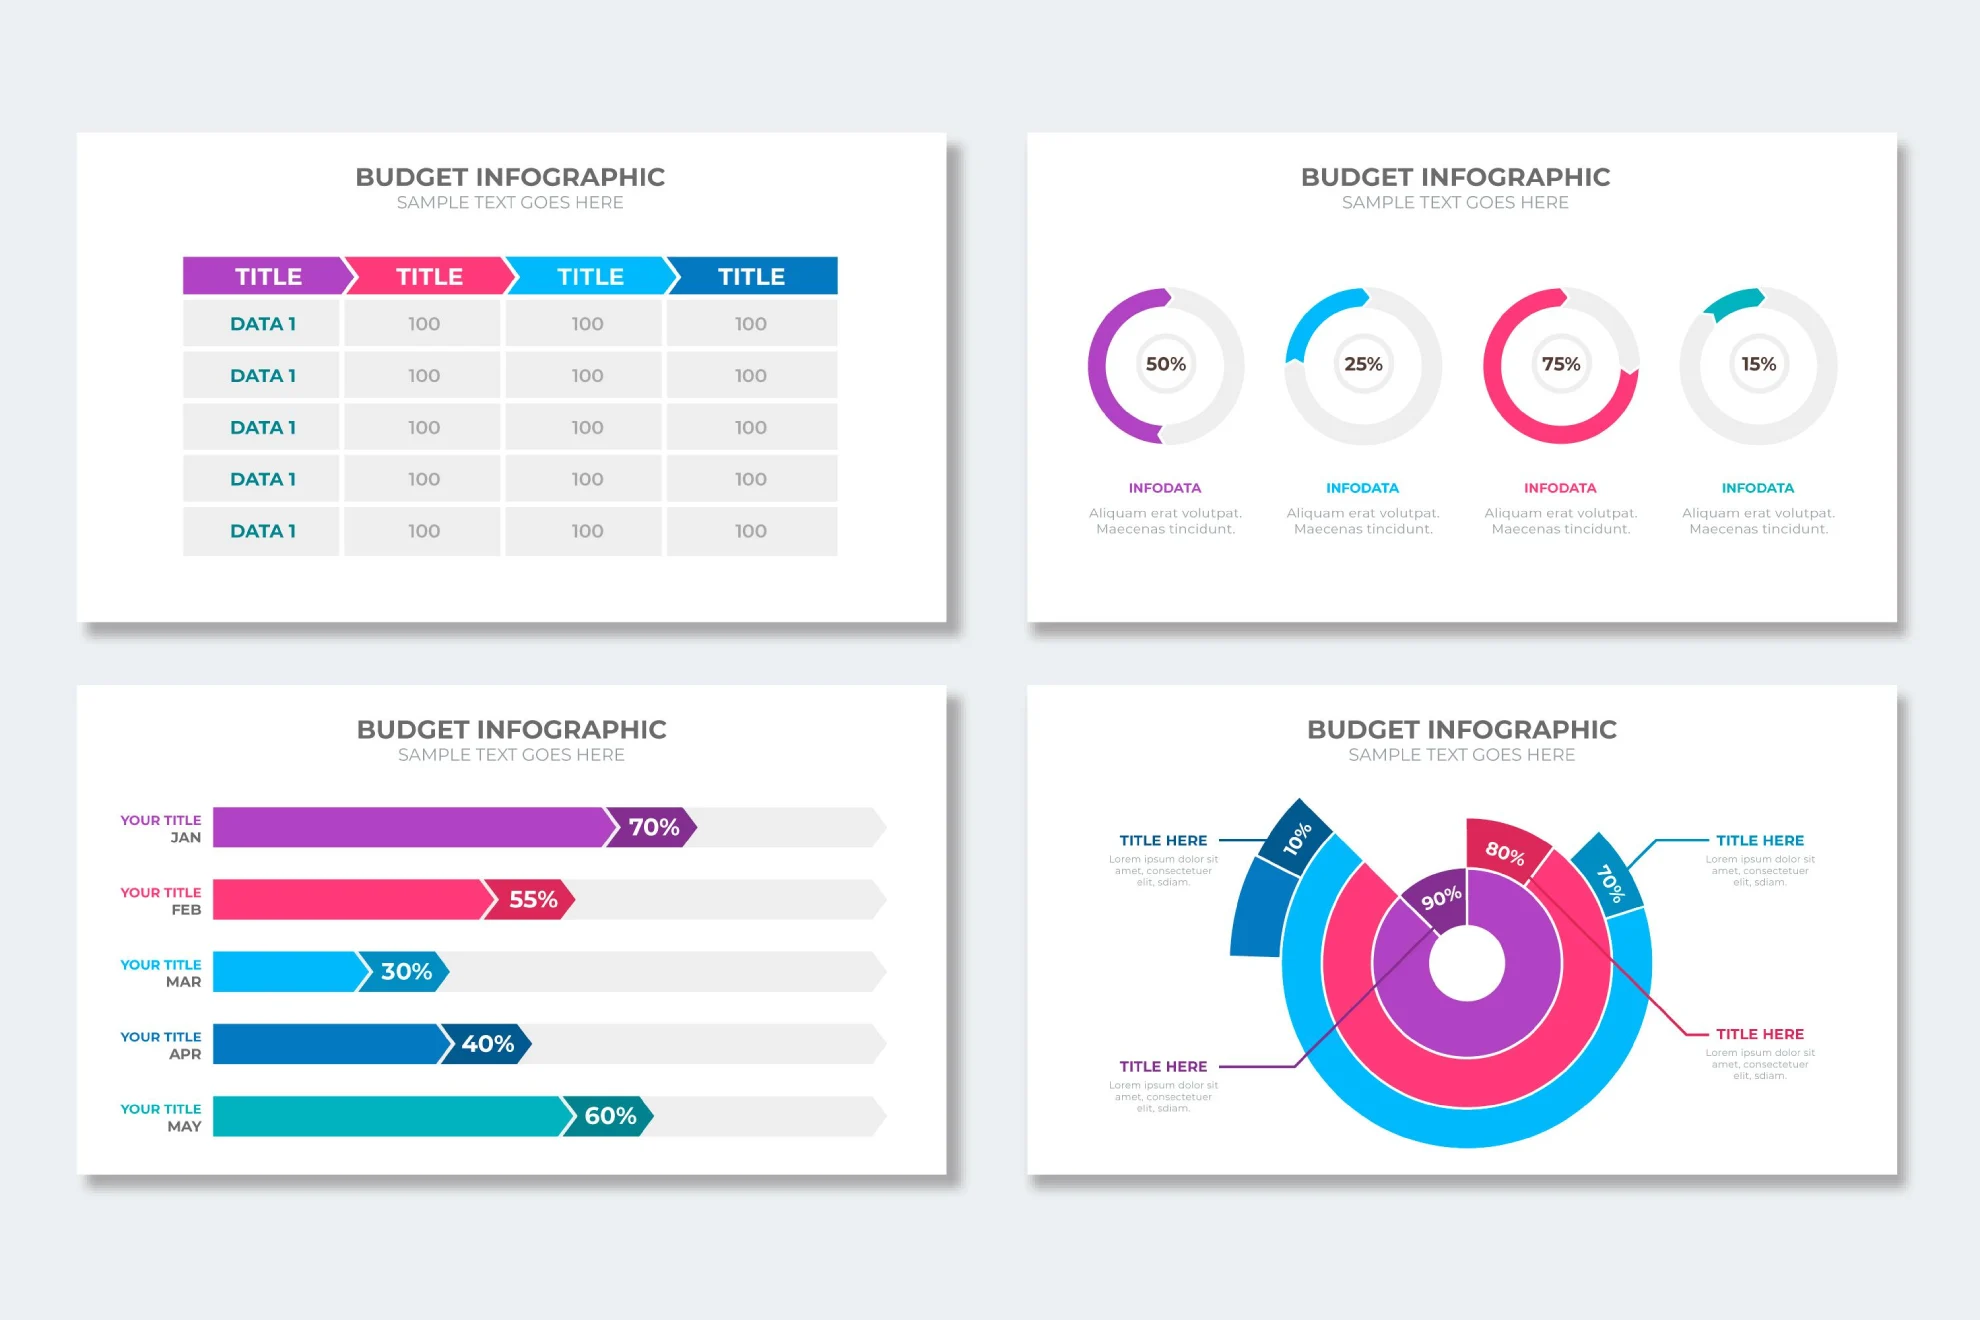 BUDGET INFOGRAPHIC
SAMPLE TEXT GOES HERE
TITLE TITLE TITLE TITLE
DATA 1 100 100 100
DATA 1 100 100 100
DATA 1 100 100 100
DATA 1 100 100 100
DATA 1 100 100 100
BUDGET INFOGRAPHIC
SAMPLE TEXT GOES HERE
50% 25% 75% 15%
INFODATA INFODATA INFODATA INFODATA
Aliquam erat volutpat. Aliquam erat volutpat. Aliquam erat volutpat. Aliquam erat volutpat.
Maecenas tincidunt. Maecenas tincidunt. Maecenas tincidunt. Maecenas tincidunt.
BUDGET INFOGRAPHIC
SAMPLE TEXT GOES HERE
YOUR TITLE
JAN
70%
YOUR TITLE
FEB
55%
YOUR TITLE
MAR
30%
YOUR TITLE
APR
40%
YOUR TITLE
MAY
60%
BUDGET INFOGRAPHIC
SAMPLE TEXT GOES HERE
TITLE HERE
Lorem ipsum dolor sit
amet, consectetuer
elit, sdiam.
10%
80%
70%
90%
TITLE HERE
Lorem ipsum dolor sit
amet, consectetuer
elit, sdiam.
TITLE HERE
Lorem ipsum dolor sit
amet, consectetuer
elit, sdiam.
TITLE HERE
Lorem ipsum dolor sit
amet, consectetuer
elit, sdiam.